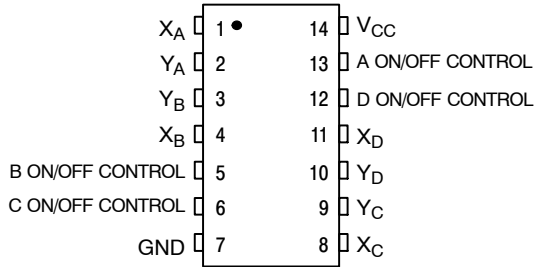 X_A 1 14 V_CC
Y_A 2 13 A ON/OFF CONTROL
Y_B 3 12 D ON/OFF CONTROL
X_B 4 11 X_D
B ON/OFF CONTROL 5 10 Y_D
C ON/OFF CONTROL 6 9 Y_C
GND 7 8 X_C